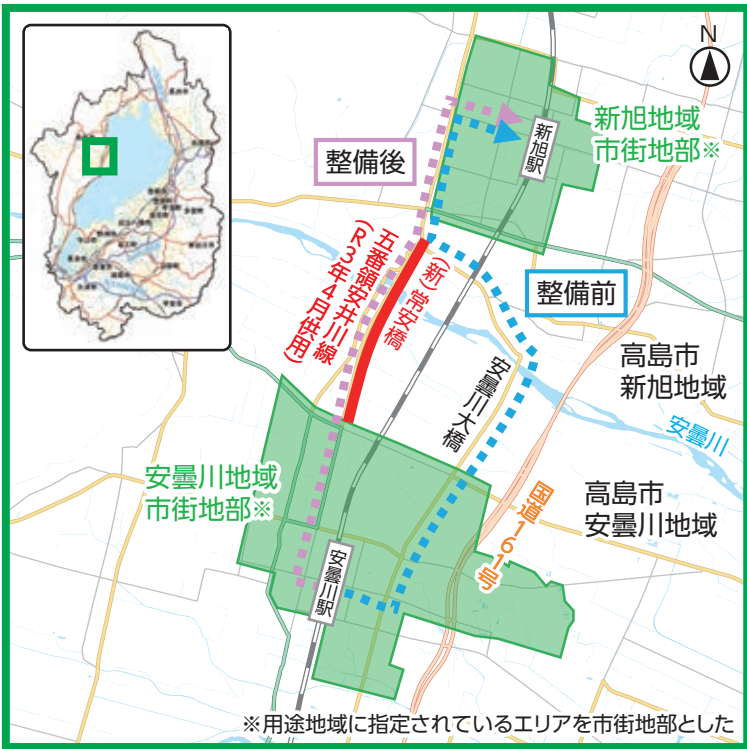 N
新旭地域
市街地部※
新旭駅
整備後
五番領安井川線
(R3年4月供用)
(新)常安橋
整備前
高島市
新旭地域
安曇川大橋
安曇川
安曇川地域
市街地部※
国道161号
高島市
安曇川地域
安曇川駅
※用途地域に指定されているエリアを市街地部とした